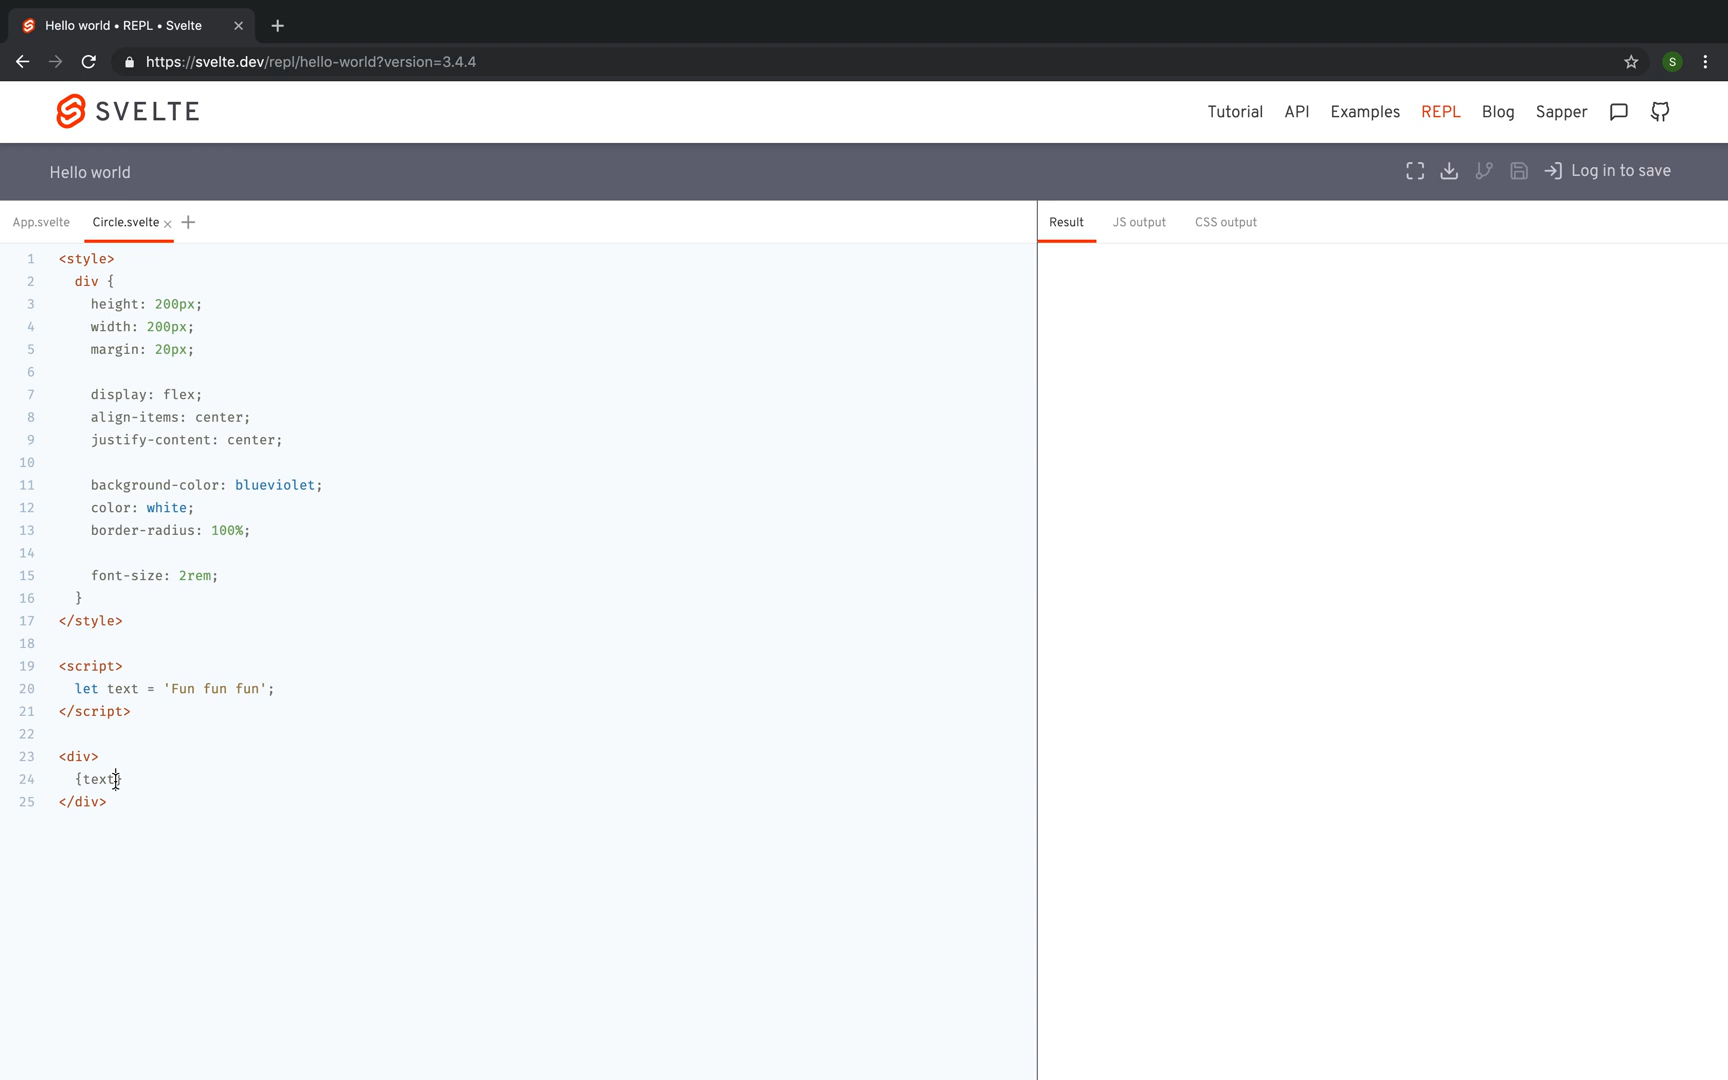 Hello world • REPL • Svelte
https://svelte.dev/repl/hello-world?version=3.4.4
S
SVELTE
Tutorial API Examples REPL Blog Sapper
Hello world
Log in to save
App.svelte Circle.svelte
Result JS output CSS output
1 <style>
2 div {
3 height: 200px;
4 width: 200px;
5 margin: 20px;
6
7 display: flex;
8 align-items: center;
9 justify-content: center;
10
11 background-color: blueviolet;
12 color: white;
13 border-radius: 100%;
14
15 font-size: 2rem;
16 }
17 </style>
18
19 <script>
20 let text = 'Fun fun fun';
21 </script>
22
23 <div>
24 {text}
25 </div>